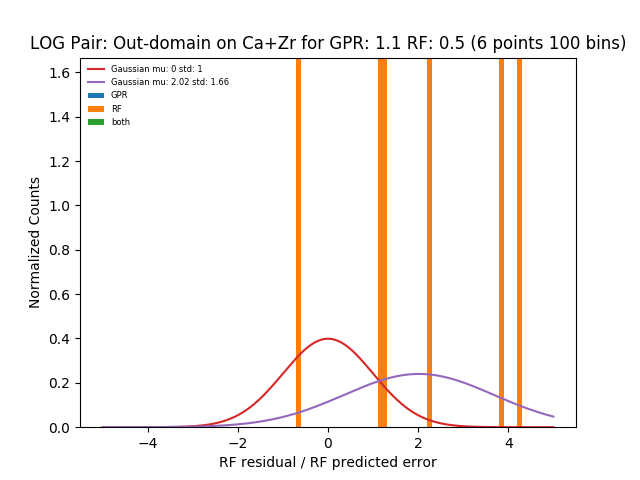 LOG Pair: Out-domain on Ca+Zr for GPR: 1.1 RF: 0.5 (6 points 100 bins)
Gaussian mu: 0 std: 1
Gaussian mu: 2.02 std: 1.66
GPR
RF
both
Normalized Counts
1.6
1.4
1.2
1.0
0.8
0.6
0.4
0.2
0.0
−4
−2
0
2
4
RF residual / RF predicted error